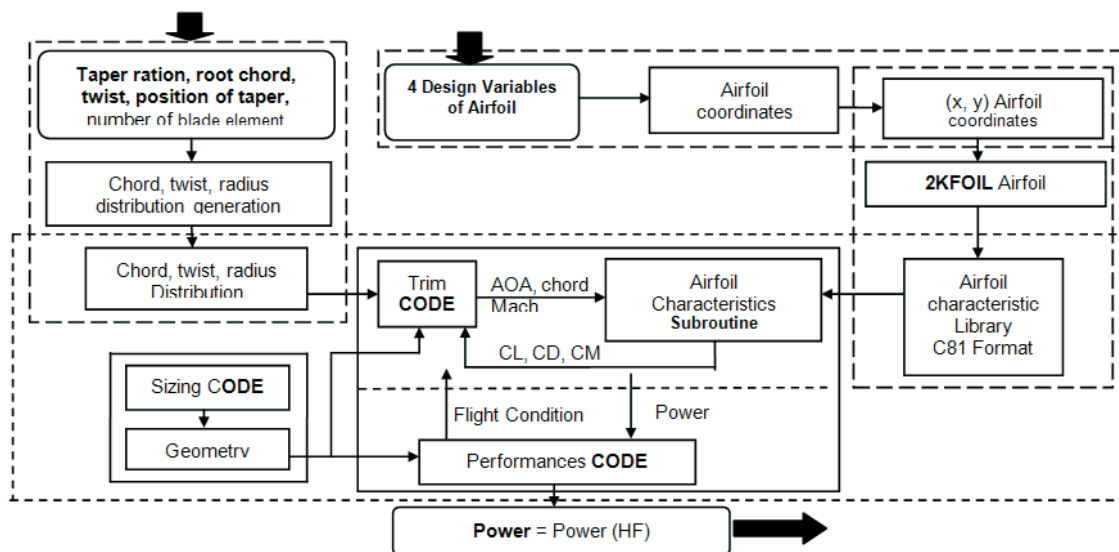 Taper ration, root chord,
twist, position of taper,
number of blade element
4 Design Variables
of Airfoil
Airfoil
coordinates
(x, y) Airfoil
coordinates
Chord, twist, radius
distribution generation
2KFOIL Airfoil
Chord, twist, radius
Distribution
Trim
CODE
AOA, chord
Mach
Airfoil
Characteristics
Subroutine
Airfoil
characteristic
Library
C81 Format
CL, CD, CM
Sizing CODE
Geometry
Flight Condition
Power
Performances CODE
Power = Power (HF)